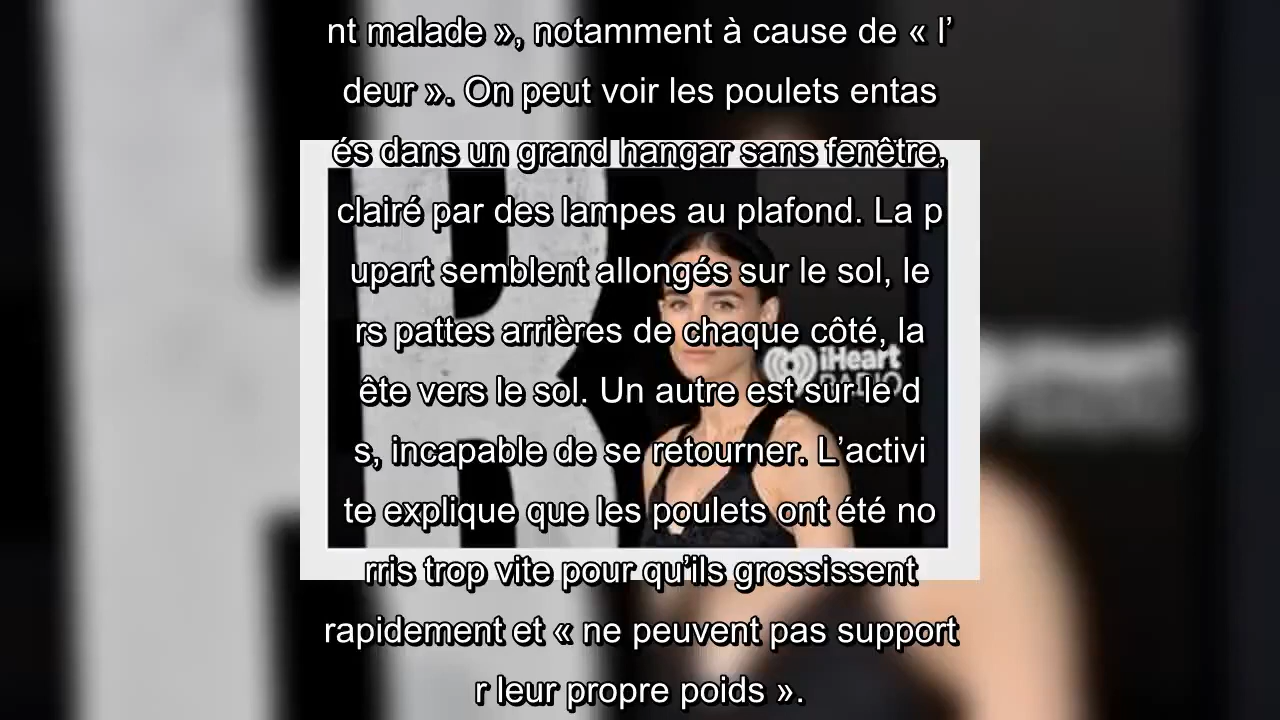 nt malade », notamment à cause de « l’
deur ». On peut voir les poulets entas
és dans un grand hangar sans fenêtre,
clairé par des lampes au plafond. La p
upart semblent allongés sur le sol, le
rs pattes arrières de chaque côté, la
ête vers le sol. Un autre est sur le d
s, incapable de se retourner. L’activi
te explique que les poulets ont été no
rris trop vite pour qu’ils grossissent
rapidement et « ne peuvent pas support
r leur propre poids ».
iHeart
RADIO